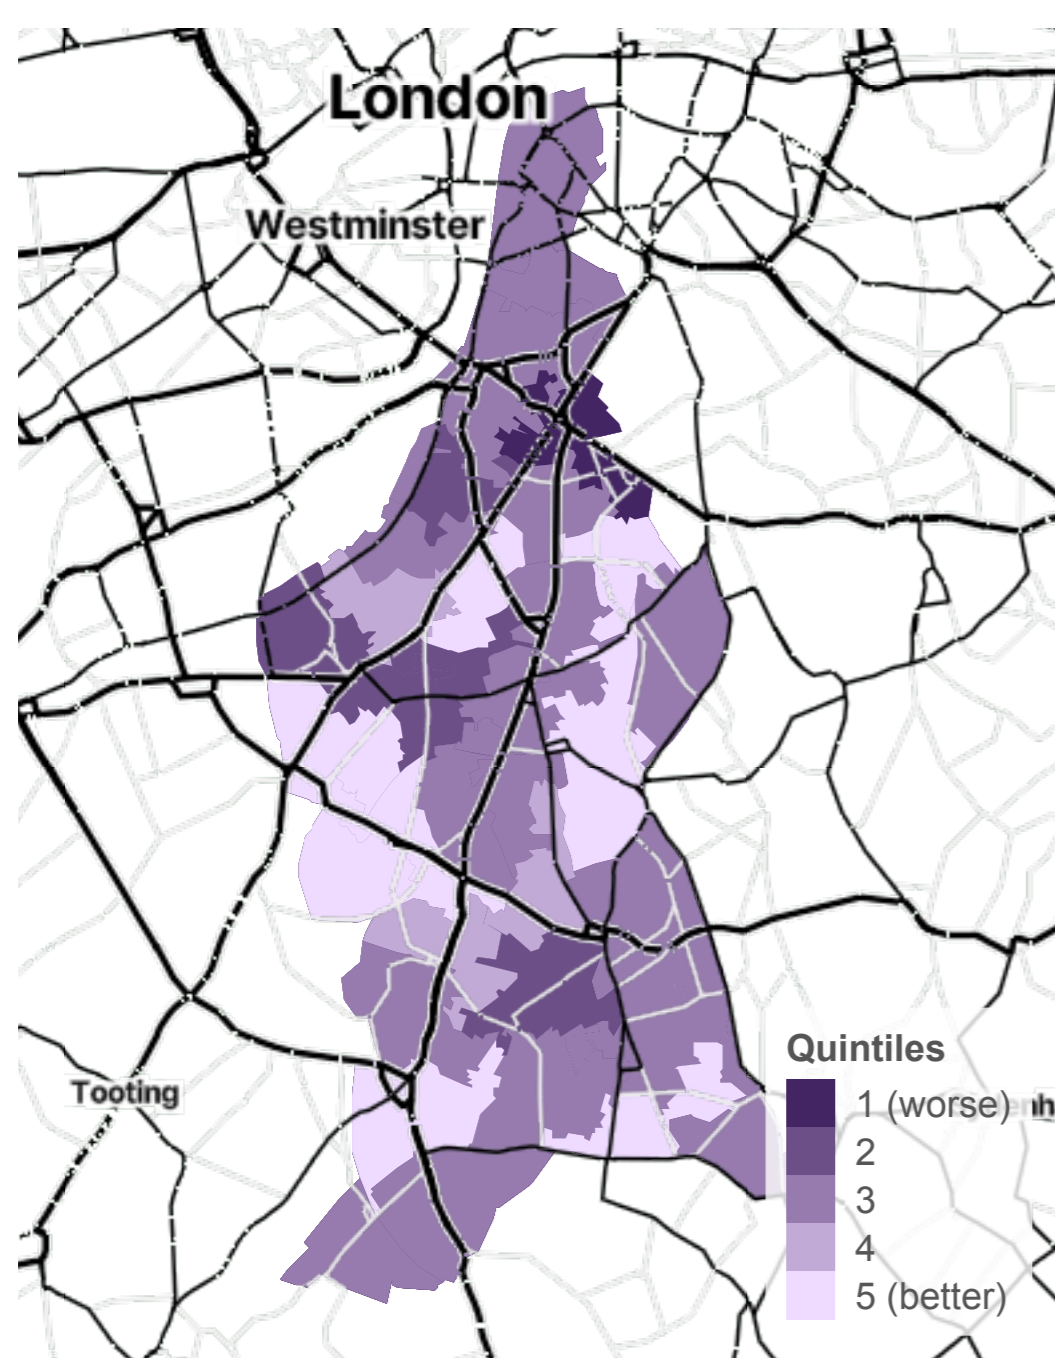 London
Westminster
Tooting
Quintiles
1 (worse)
2
3
4
5 (better)